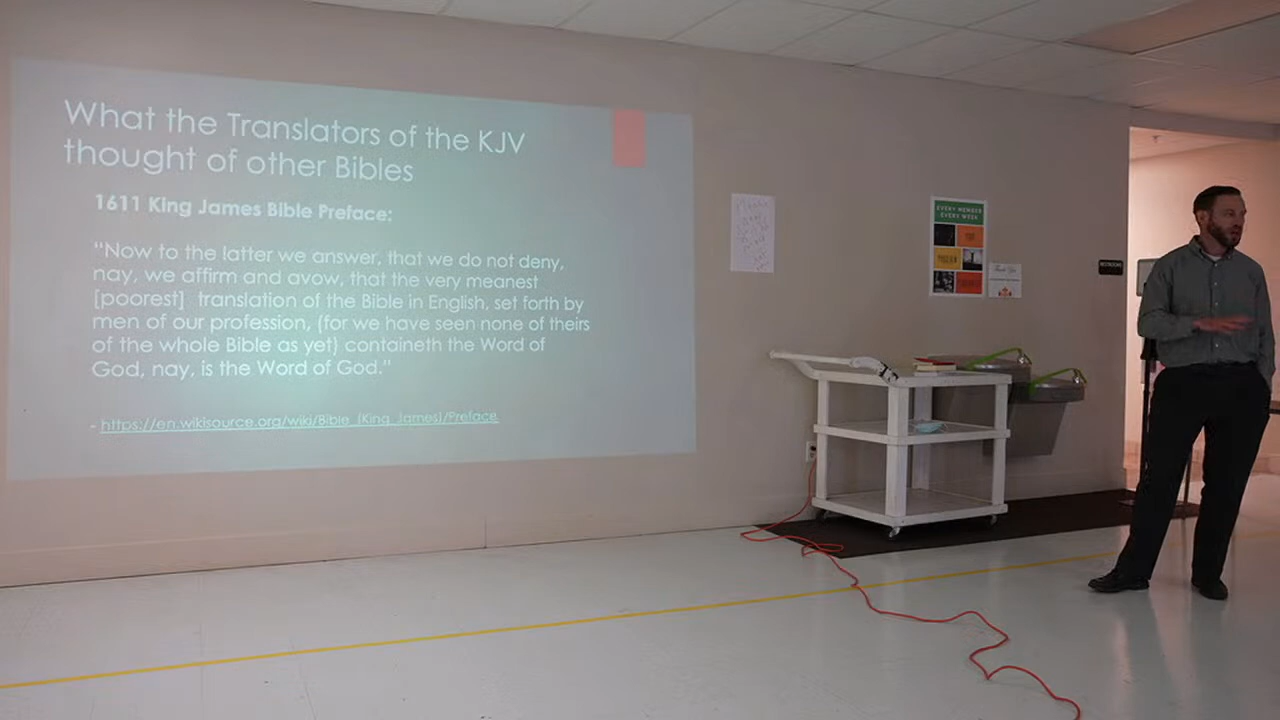 What the Translators of the KJV
thought of other Bibles
1611 King James Bible Preface:
“Now to the latter we answer, that we do not deny,
nay, we affirm and avow, that the very meanest
[poorest] translation of the Bible in English, set forth by
men of our profession, (for we have seen none of theirs
of the whole Bible as yet) containeth the Word of
God, nay, is the Word of God.”
- https://en.wikisource.org/wiki/Bible_(King_James)/Preface
EVERY MEMBER
EVERY WEEK
Thank You
RESTROOMS